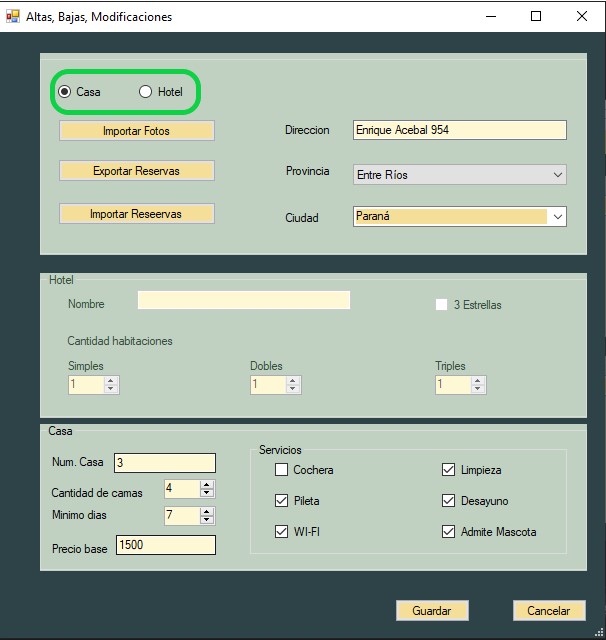 Altas, Bajas, Modificaciones
Casa Hotel
Importar Fotos
Direccion Enrique Acebal 954
Exportar Reservas
Provincia Entre Ríos
Importar Reseervas
Ciudad Paraná
Hotel
Nombre
3 Estrellas
Cantidad habitaciones
Simples Dobles Triples
1 1 1
Casa
Num. Casa 3
Cantidad de camas 4
Minimo dias 7
Precio base 1500
Servicios
Cochera Limpieza
Pileta Desayuno
WI-FI Admite Mascota
Guardar Cancelar